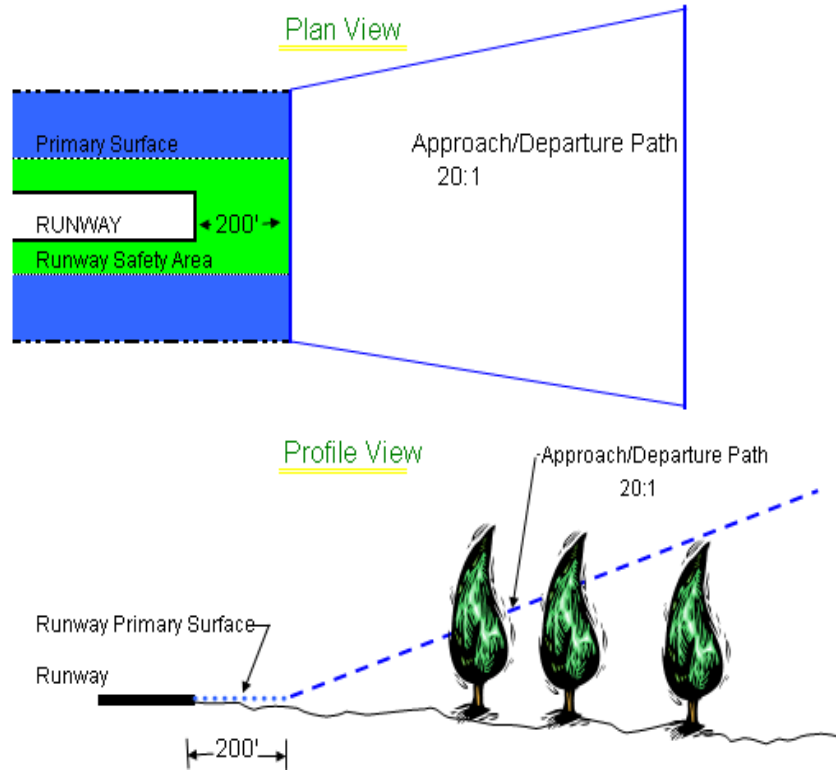 Plan View
Primary Surface
Approach/Departure Path
20:1
RUNWAY
200'
Runway Safety Area
Profile View
Approach/Departure Path
20:1
Runway Primary Surface
Runway
200'